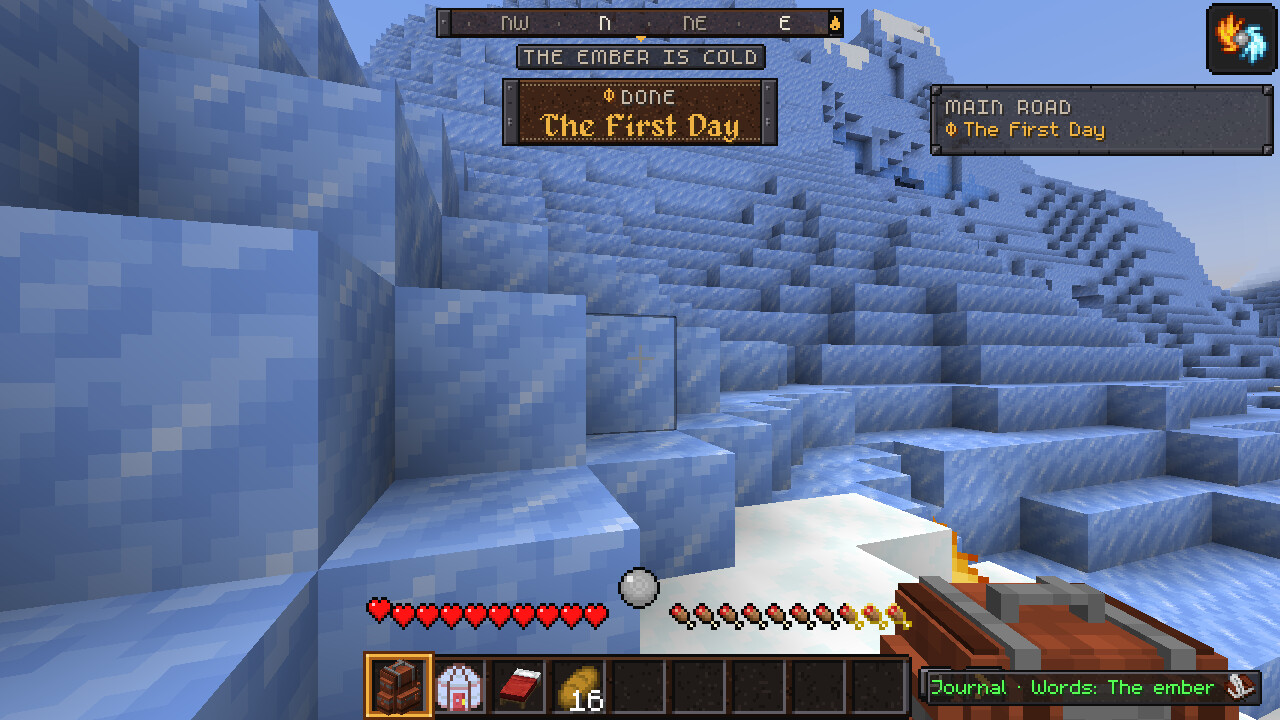 NW N NE E
THE EMBER IS COLD
DONE
The First Day
MAIN ROAD
The First Day
16
Journal · Words: The ember